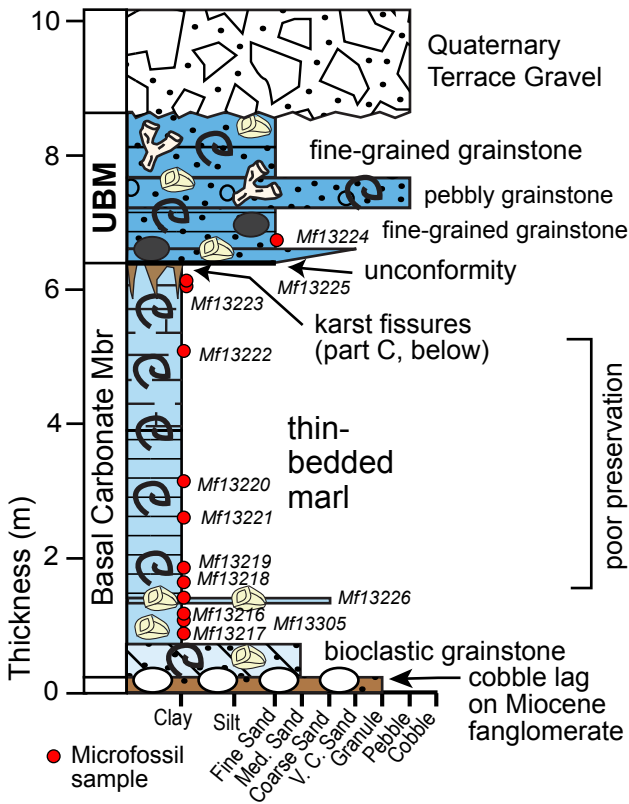 10
Quaternary
Terrace Gravel
8
UBM
fine-grained grainstone
pebbly grainstone
fine-grained grainstone
Mf13224
unconformity
Mf13225
6
Mf13223
karst fissures
(part C, below)
Mf13222
Basal Carbonate Mbr
4
thin-
bedded
marl
poor preservation
Mf13220
Mf13221
Thickness (m)
2
Mf13219
Mf13218
Mf13226
Mf13216
Mf13305
Mf13217
bioclastic grainstone
cobble lag
on Miocene
fanglomerate
0
Clay
Silt
Fine Sand
Med. Sand
Coarse Sand
V. C. Sand
Granule
Pebble
Cobble
Microfossil
sample